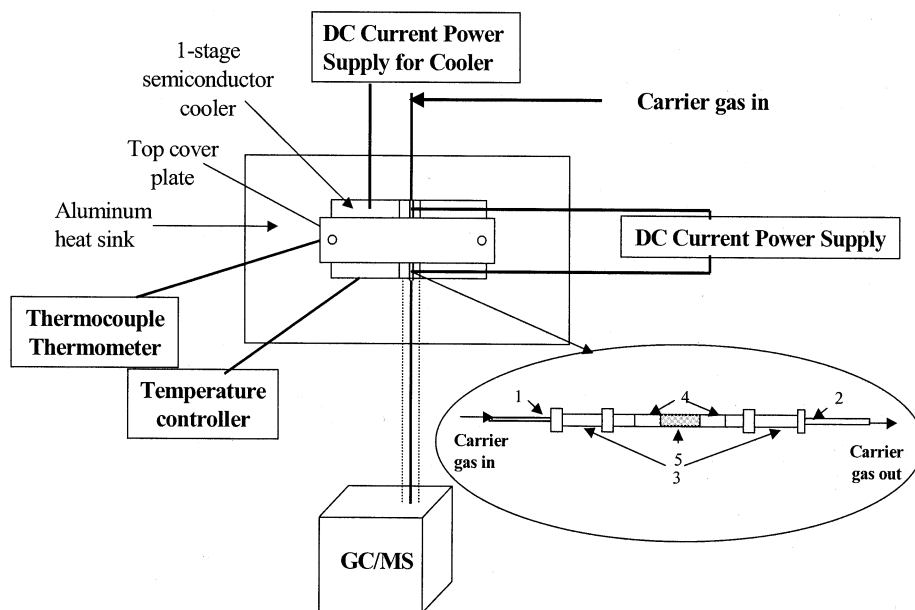 DC Current Power
Supply for Cooler
1-stage
semiconductor
cooler
Carrier gas in
Top cover
plate
Aluminum
heat sink
DC Current Power Supply
Thermocouple
Thermometer
Temperature
controller
1
4
2
Carrier
gas in
5
3
Carrier
gas out
GC/MS